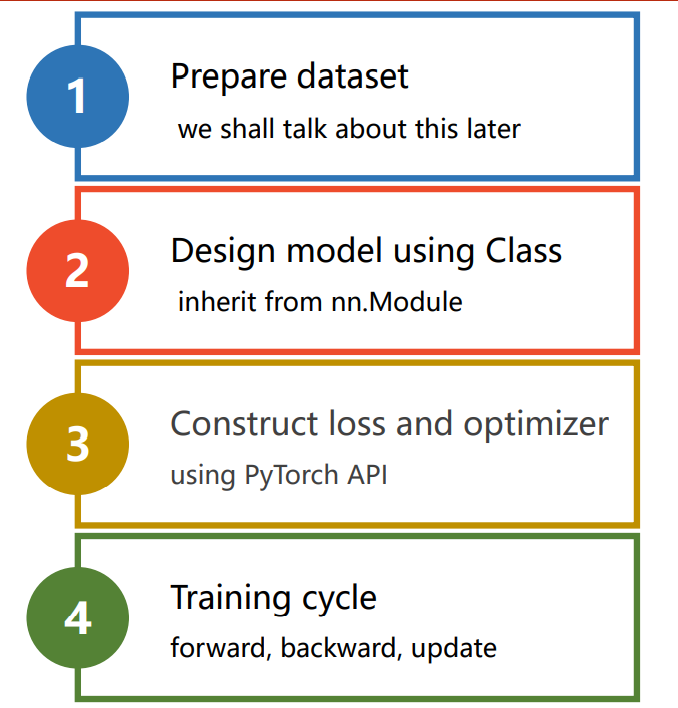 1
Prepare dataset
we shall talk about this later
2
Design model using Class
inherit from nn.Module
3
Construct loss and optimizer
using PyTorch API
4
Training cycle
forward, backward, update